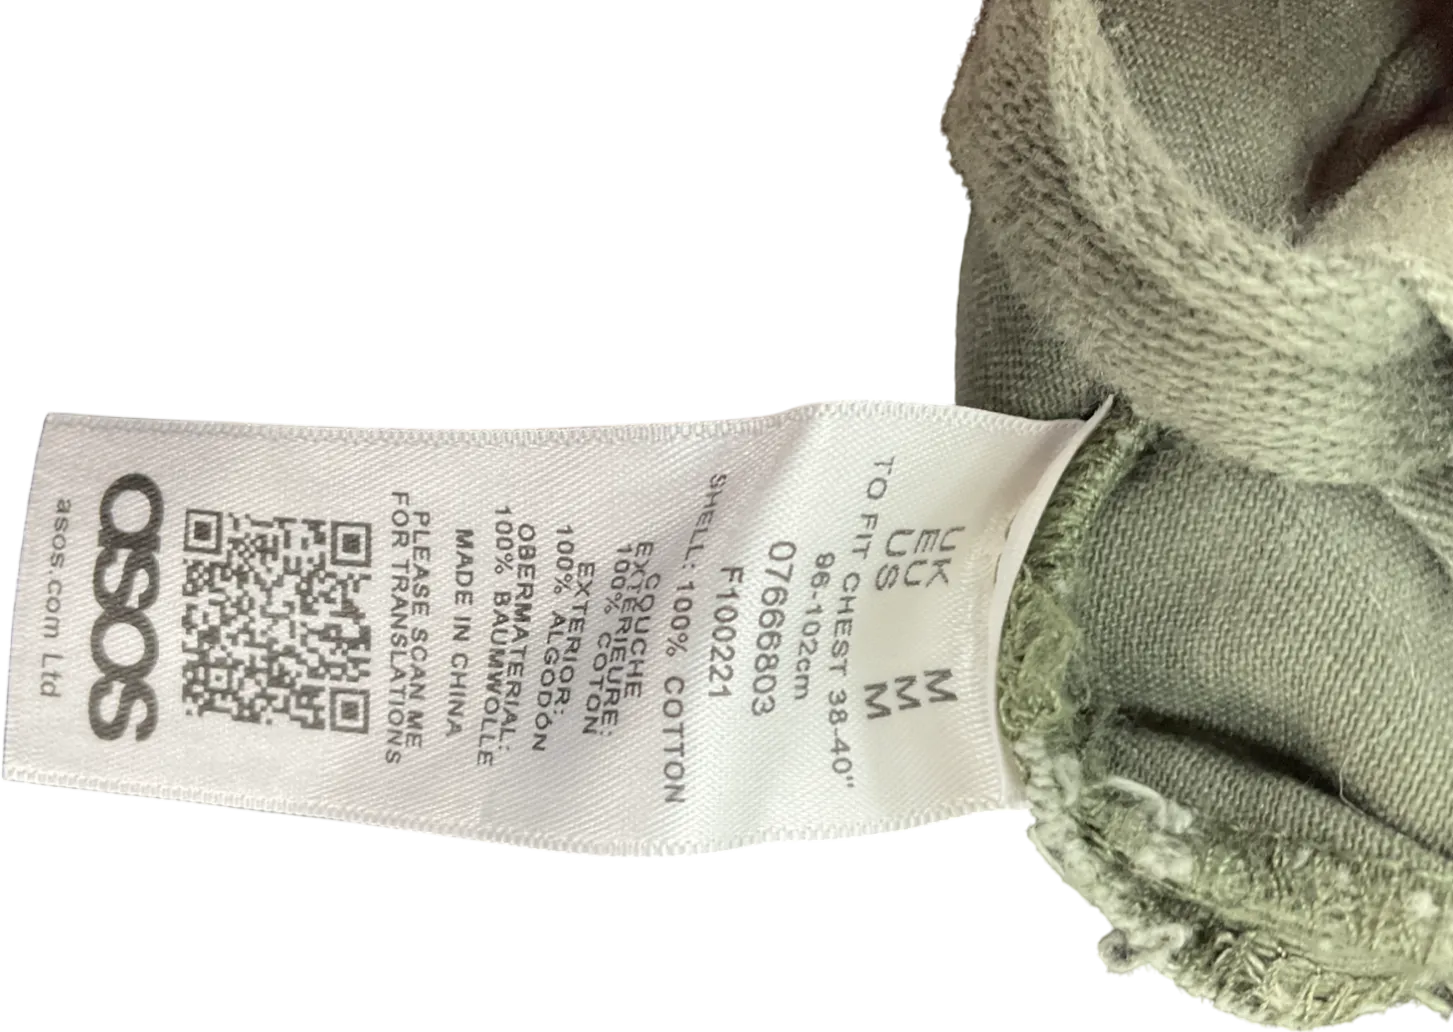 UK M
EU M
US M
TO FIT CHEST 38-40"
96-102cm
07666803
F100221
SHELL: 100% COTTON
COUCHE
EXTÉRIEURE:
100% COTON
EXTERIOR:
100% ALGODÓN
OBERMATERIAL:
100% BAUMWOLLE
MADE IN CHINA
PLEASE SCAN ME
FOR TRANSLATIONS
asos
asos.com Ltd